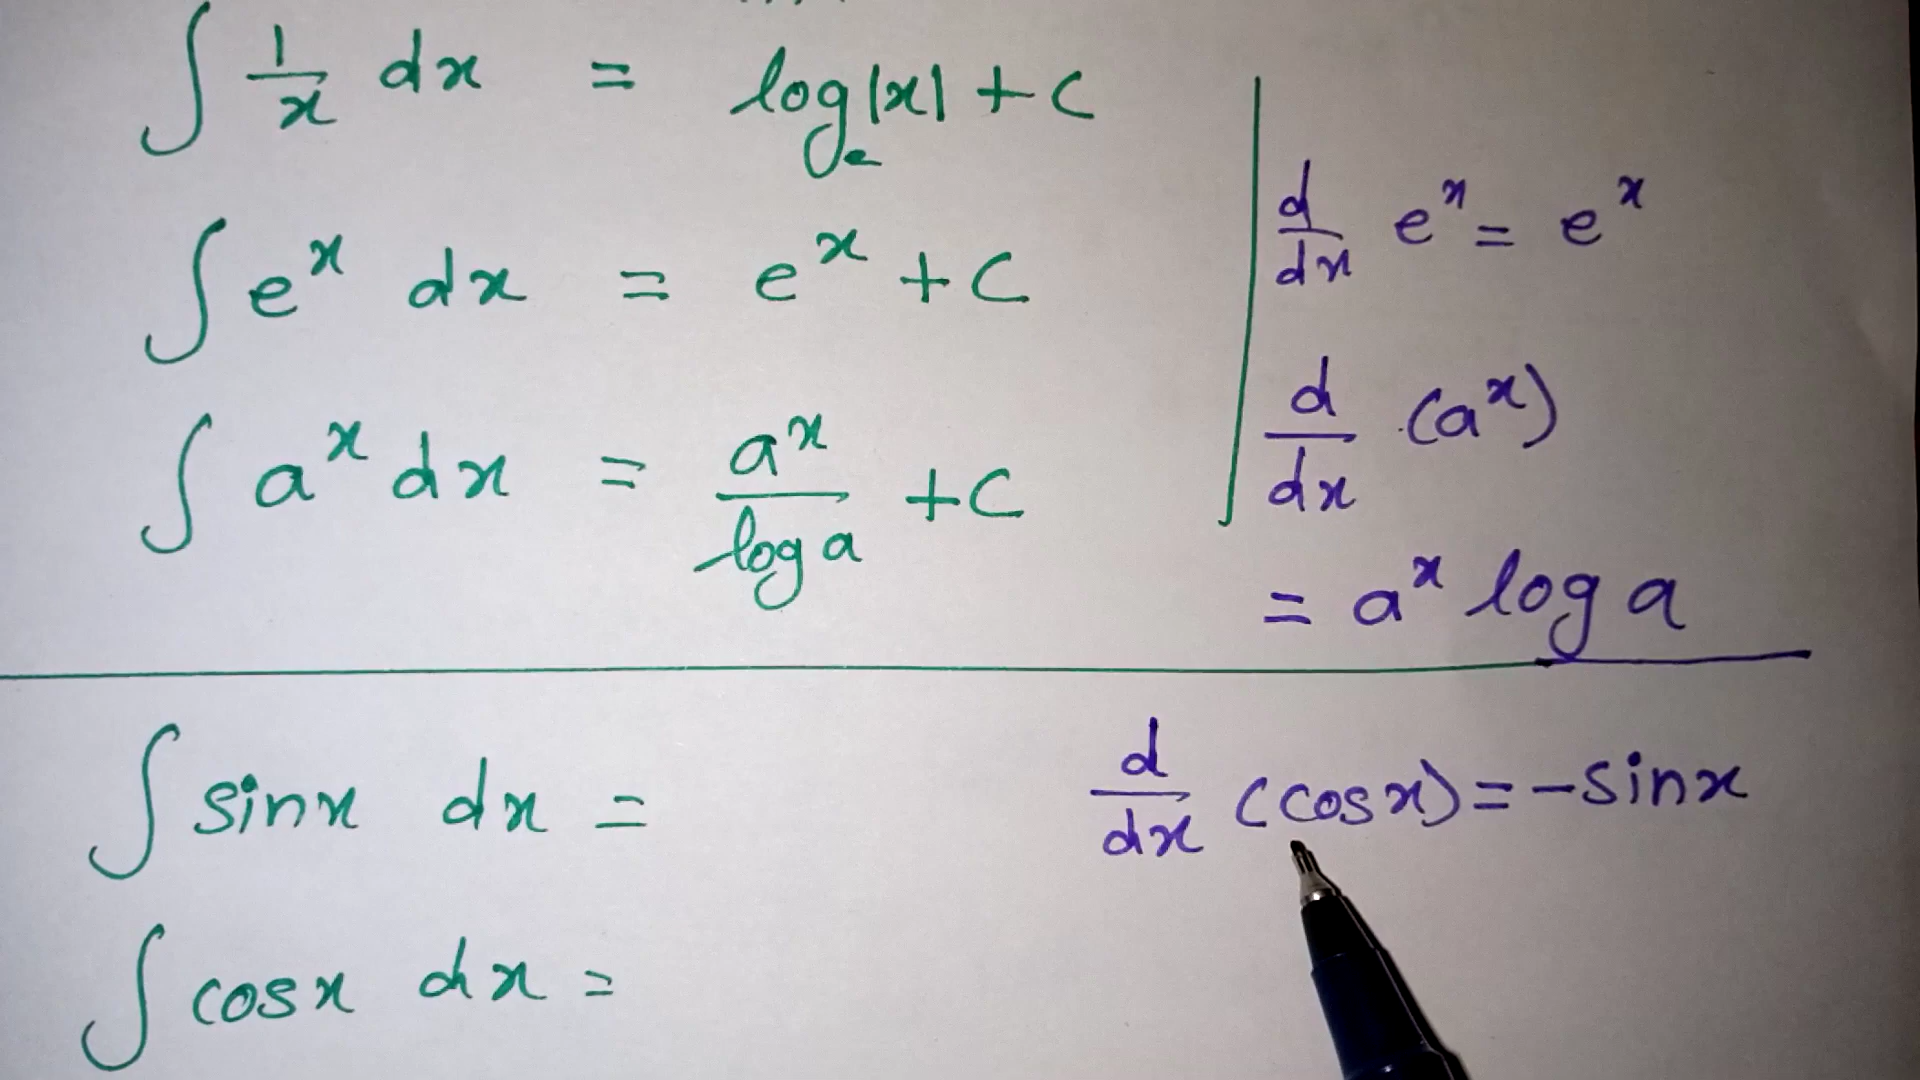 ∫ 1/x dx = logₑ|x| + C
∫ eˣ dx = eˣ + C
∫ aˣ dx = aˣ/log a + C
d/dx eˣ = eˣ
d/dx (aˣ)
= aˣ log a
∫ sinx dx =
d/dx (cosx) = -sinx
∫ cosx dx =